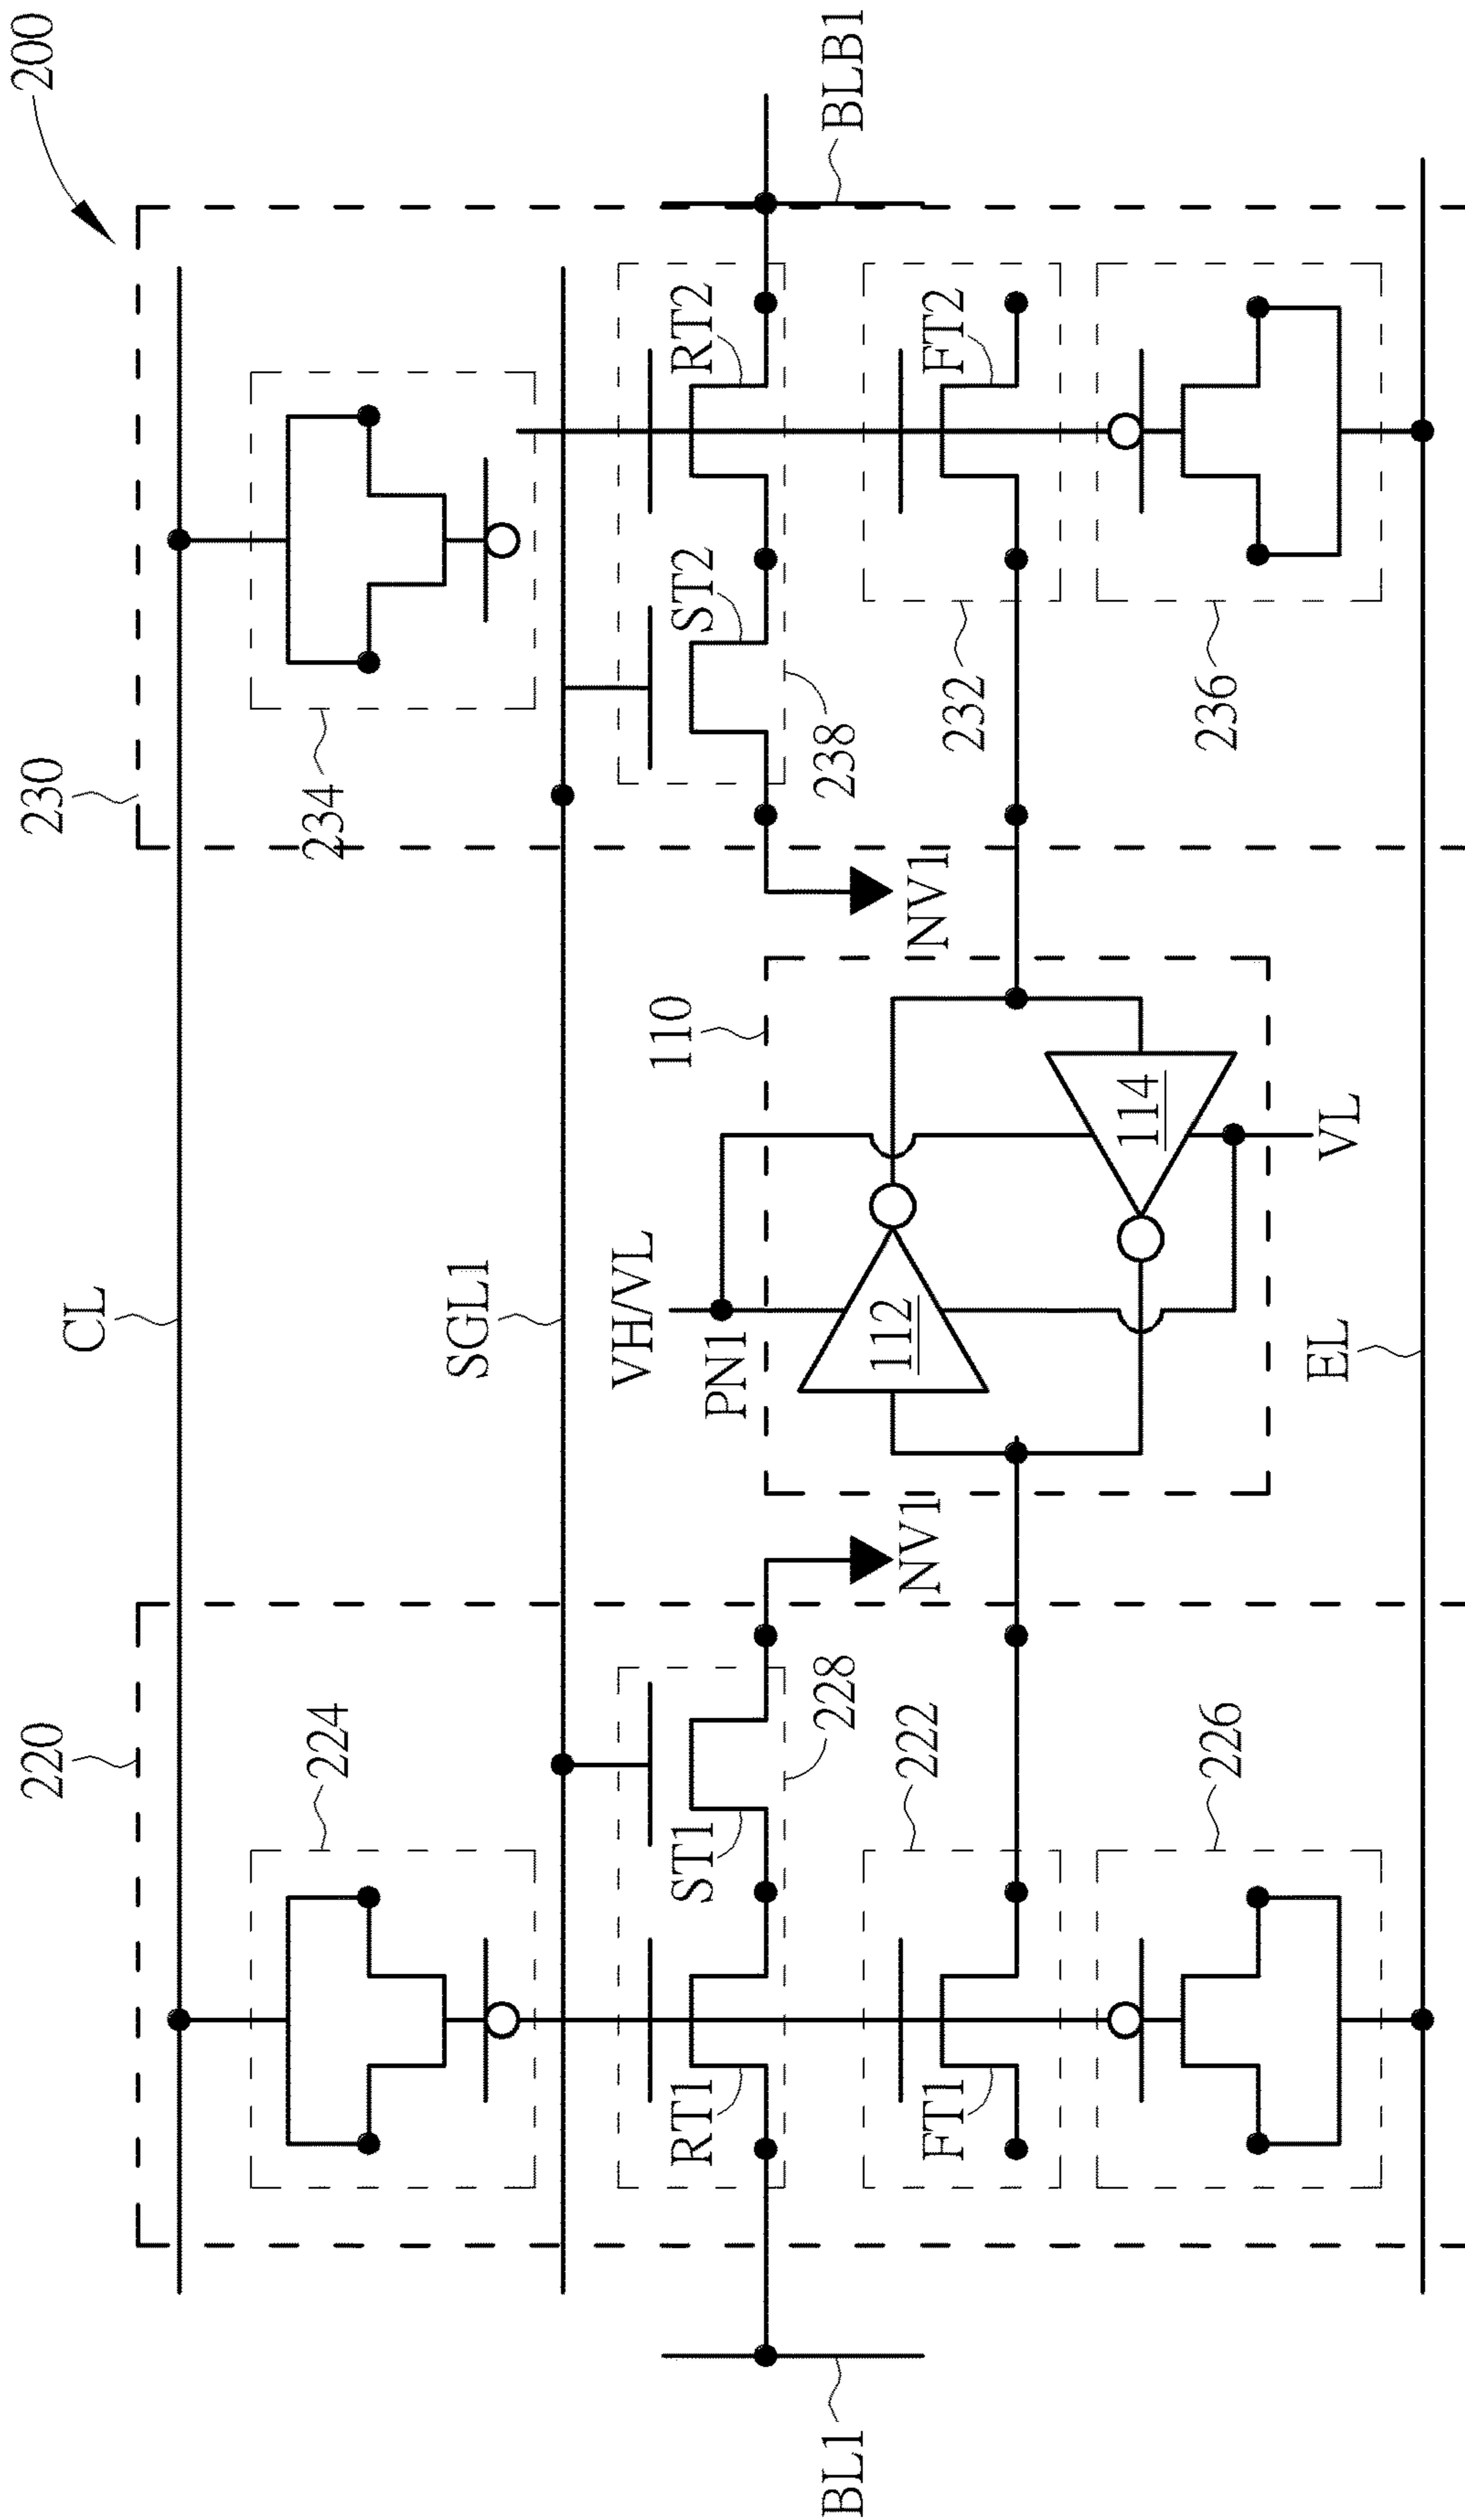 200
220
230
CL
224
234
SGL1
VH/VL
PN1
110
RT1
ST1
ST2
RT2
BL1
228
NV1
NV1
238
BLB1
112
FT1
222
232
FT2
114
226
236
EL
VL